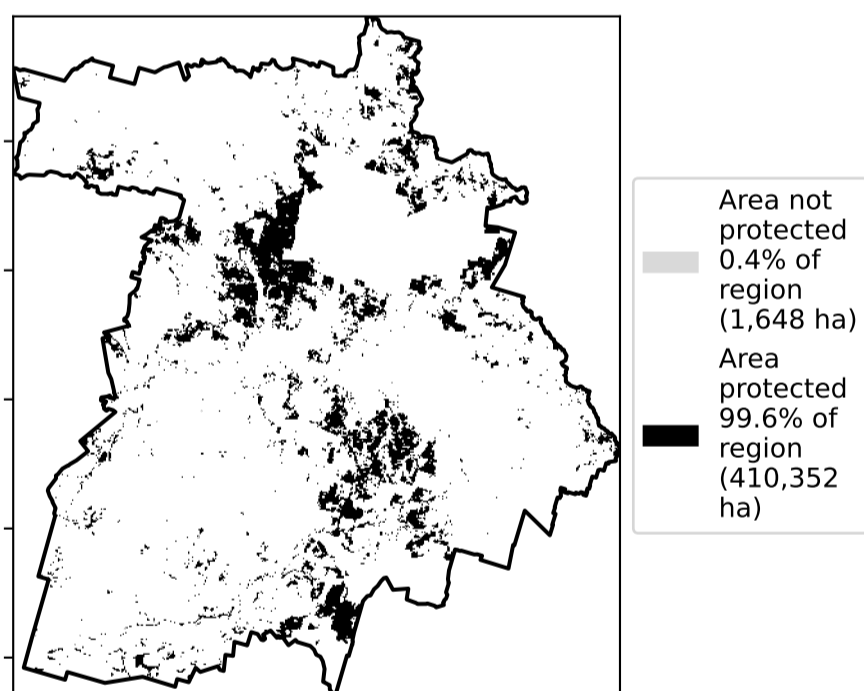 Area not
protected
0.4% of
region
(1,648 ha)
Area
protected
99.6% of
region
(410,352
ha)